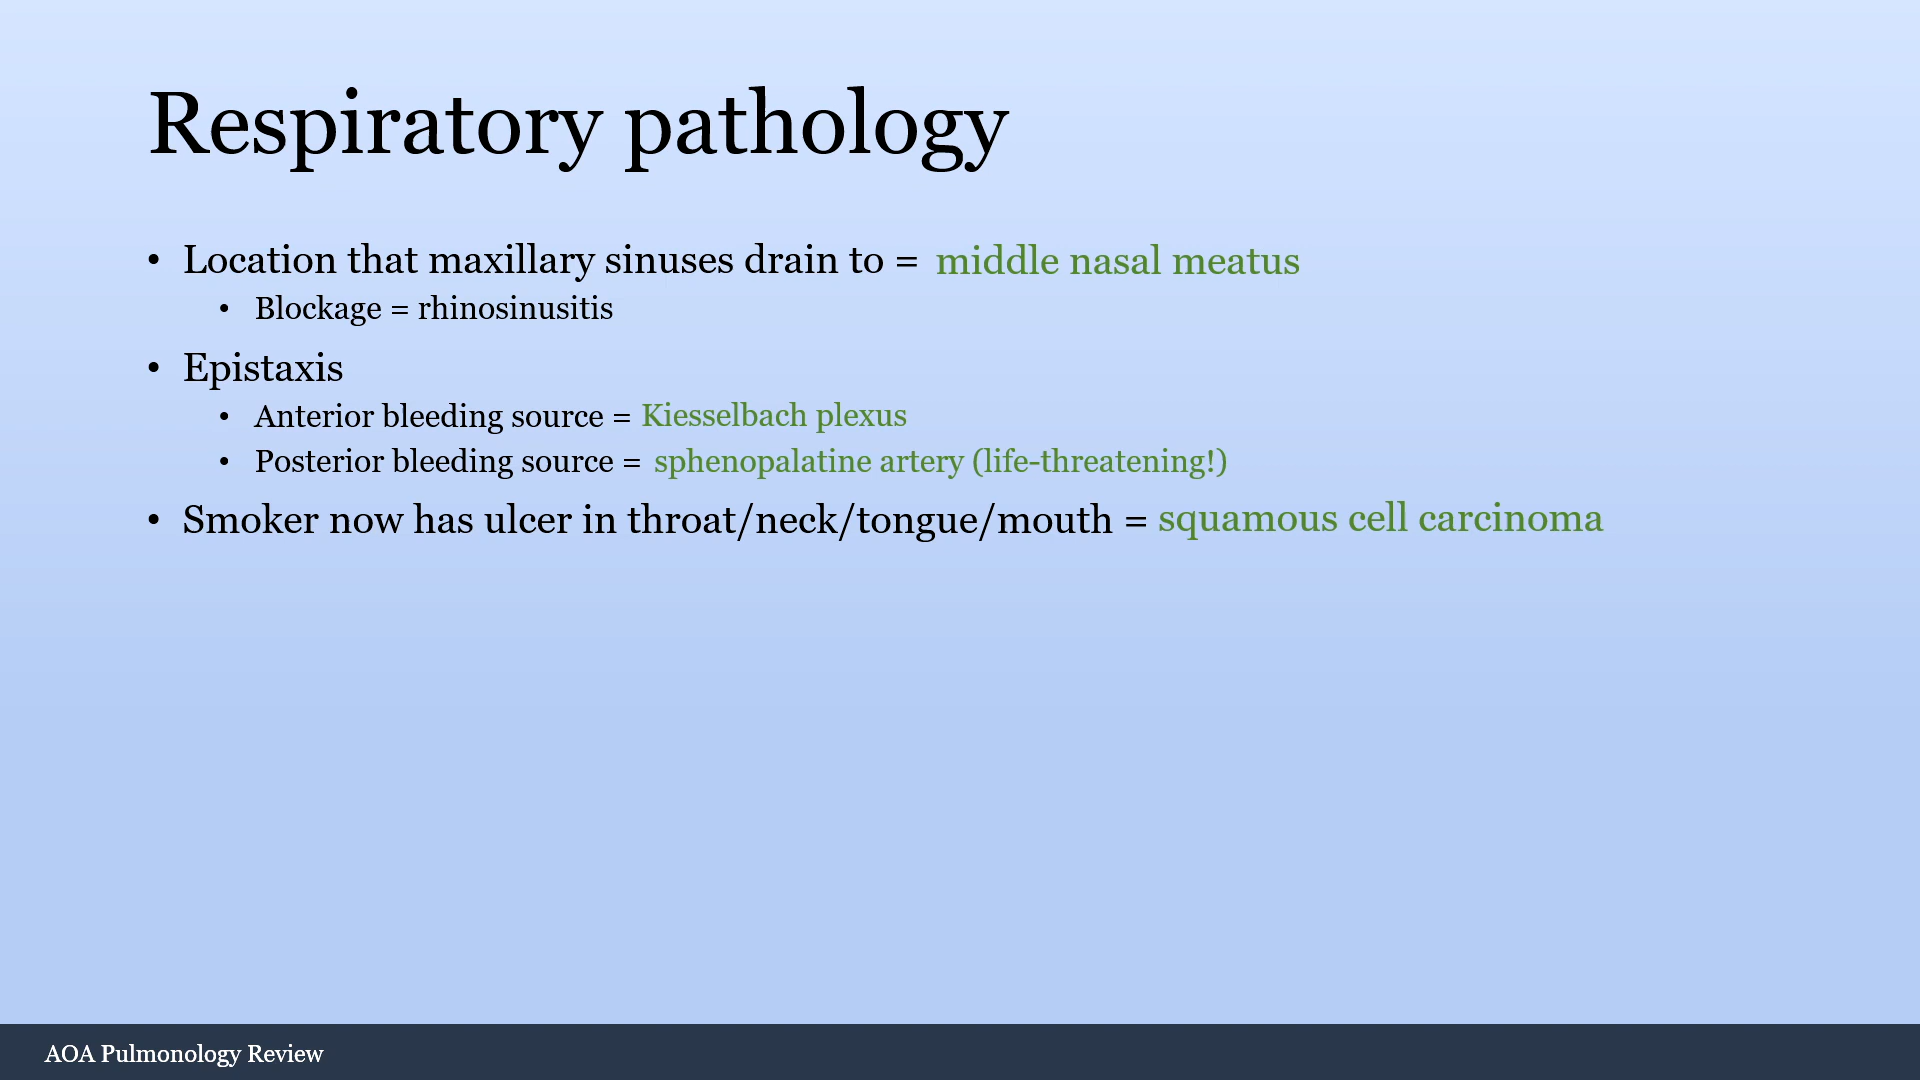 Respiratory pathology
• Location that maxillary sinuses drain to = middle nasal meatus
• Blockage = rhinosinusitis
• Epistaxis
• Anterior bleeding source = Kiesselbach plexus
• Posterior bleeding source = sphenopalatine artery (life-threatening!)
• Smoker now has ulcer in throat/neck/tongue/mouth = squamous cell carcinoma
AOA Pulmonology Review